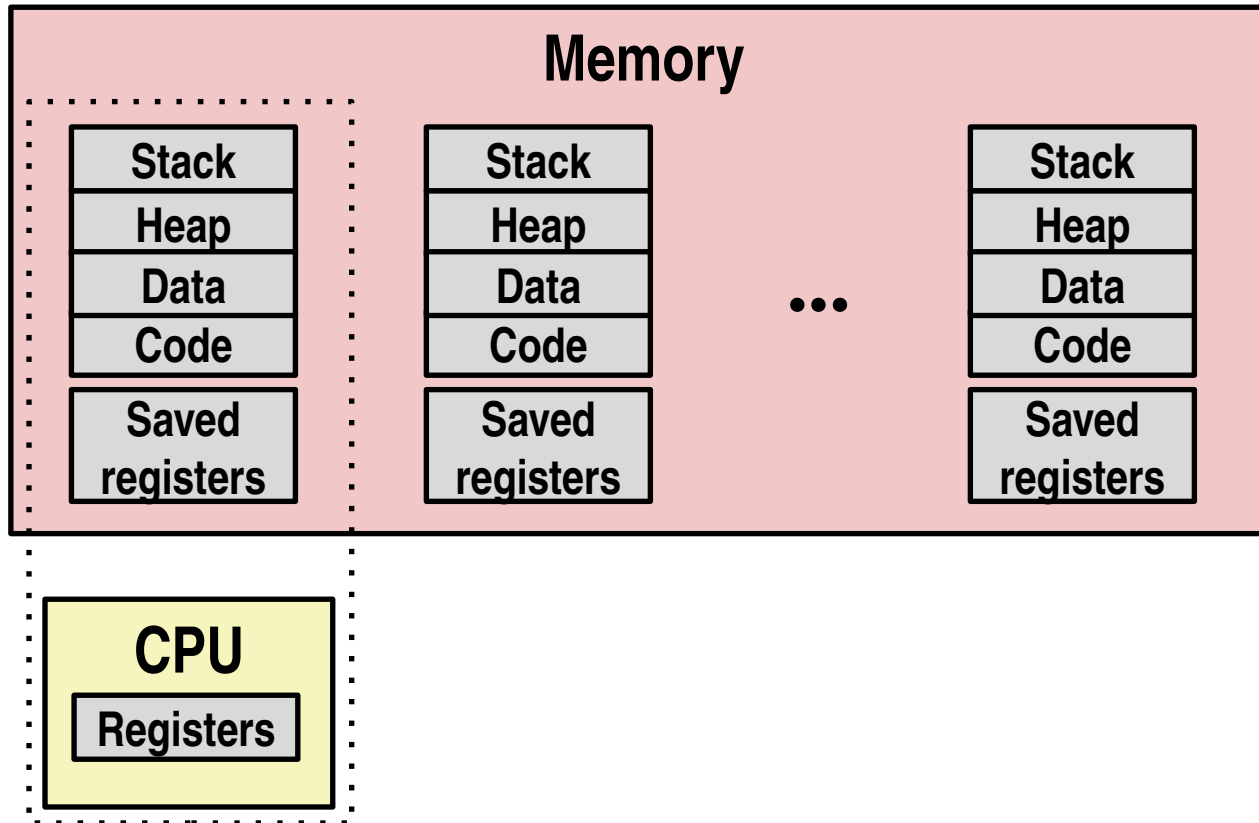 Memory
Stack
Heap
Data
Code
Saved
registers
Stack
Heap
Data
Code
Saved
registers
...
Stack
Heap
Data
Code
Saved
registers
CPU
Registers